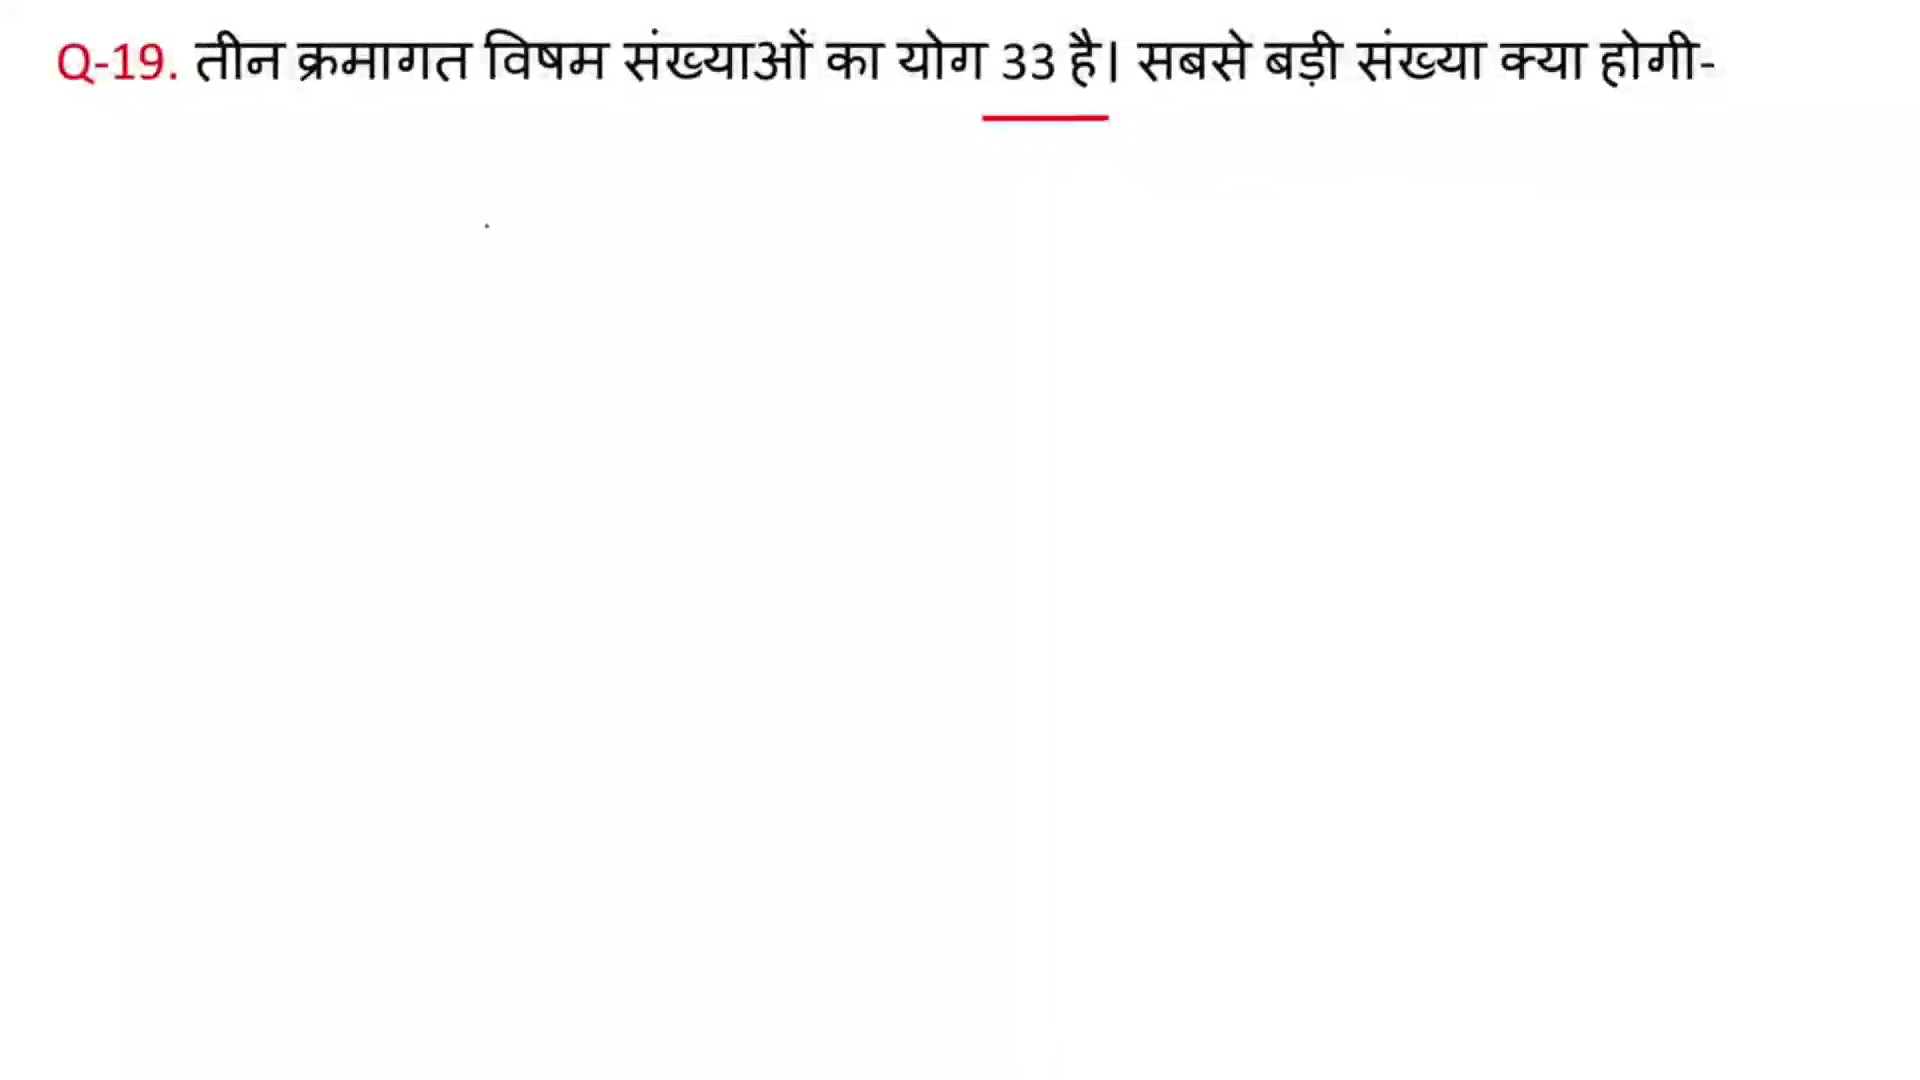 Q-19. तीन क्रमागत विषम संख्याओं का योग 33 है। सबसे बड़ी संख्या क्या होगी-